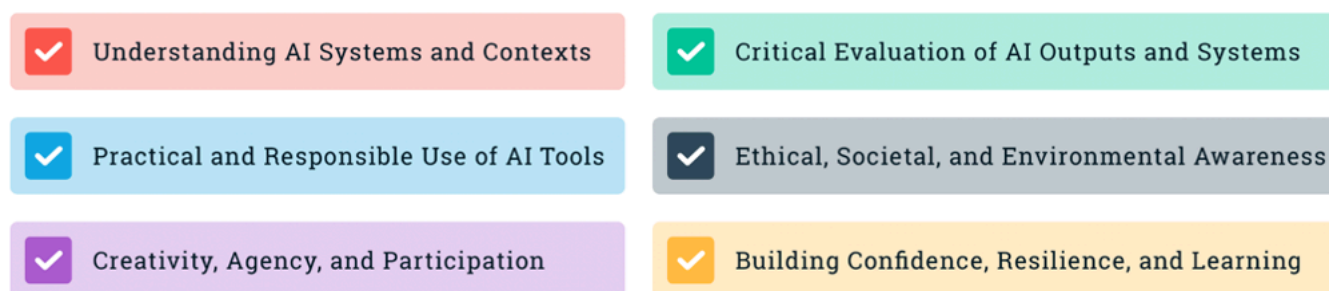 Understanding AI Systems and Contexts
Critical Evaluation of AI Outputs and Systems
Practical and Responsible Use of AI Tools
Ethical, Societal, and Environmental Awareness
Creativity, Agency, and Participation
Building Confidence, Resilience, and Learning